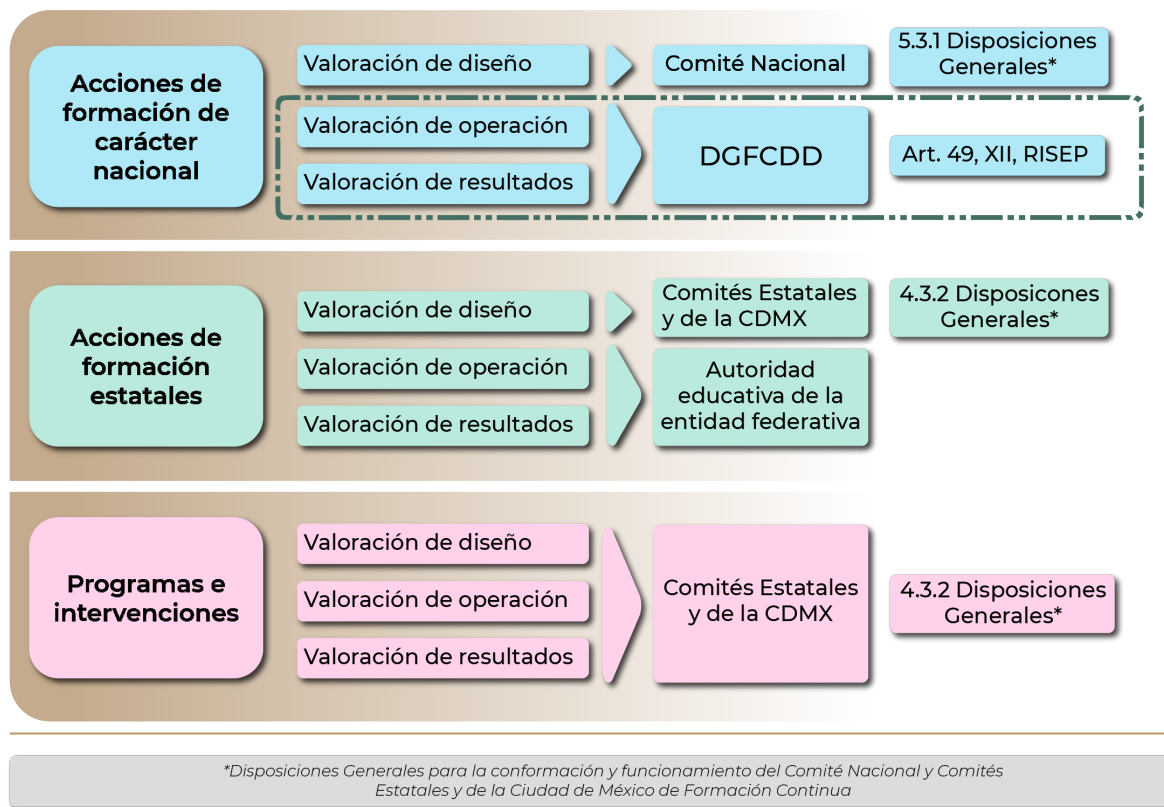 Acciones de
formación de
carácter
nacional
Valoración de diseño
Comité Nacional
5.3.1 Disposiciones
Generales*
Valoración de operación
Valoración de resultados
DGFCDD
Art. 49, XII, RISEP
Acciones de
formación
estatales
Valoración de diseño
Comités Estatales
y de la CDMX
4.3.2 Disposicones
Generales*
Valoración de operación
Valoración de resultados
Autoridad
educativa de la
entidad federativa
Programas e
intervenciones
Valoración de diseño
Valoración de operación
Valoración de resultados
Comités Estatales
y de la CDMX
4.3.2 Disposiciones
Generales*
*Disposiciones Generales para la conformación y funcionamiento del Comité Nacional y Comités
Estatales y de la Ciudad de México de Formación Continua